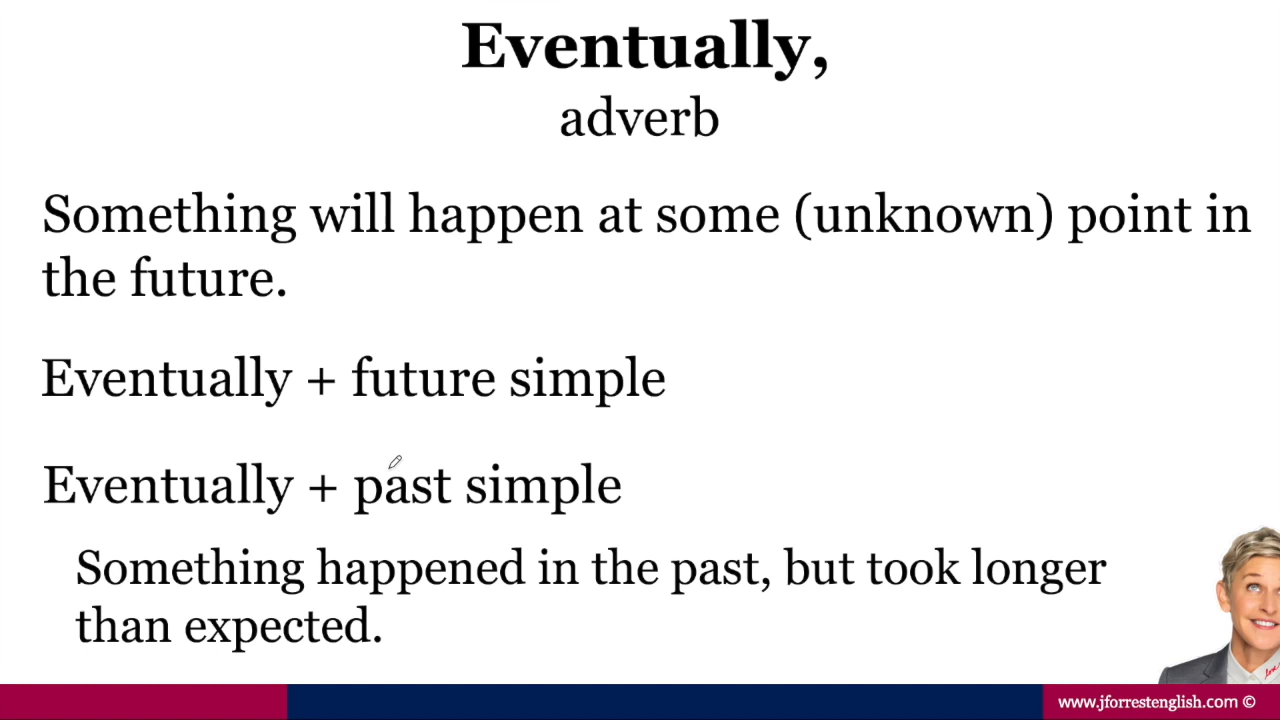 Eventually,
adverb
Something will happen at some (unknown) point in
the future.
Eventually + future simple
Eventually + past simple
Something happened in the past, but took longer
than expected.
www.jforrestenglish.com ©